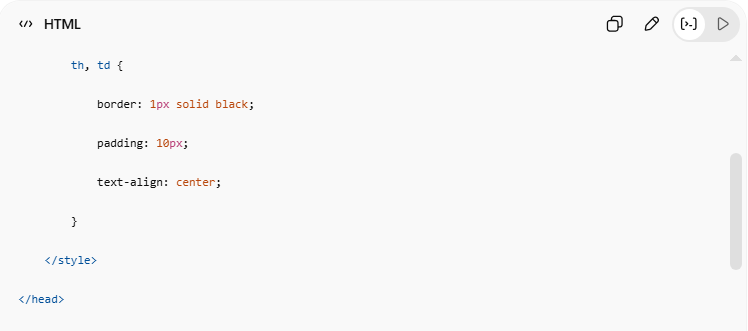 HTML
th, td {
border: 1px solid black;
padding: 10px;
text-align: center;
}
</style>
</head>